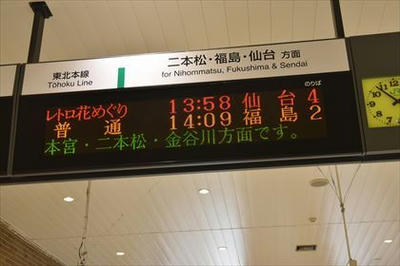 東北本線
Tōhoku Line
二本松・福島・仙台 方面
for Nihommatsu, Fukushima & Sendai
のりば
レトロ花めぐり 13:58 仙台 4
普通 14:09 福島 2
本宮・二本松・金谷川方面です。